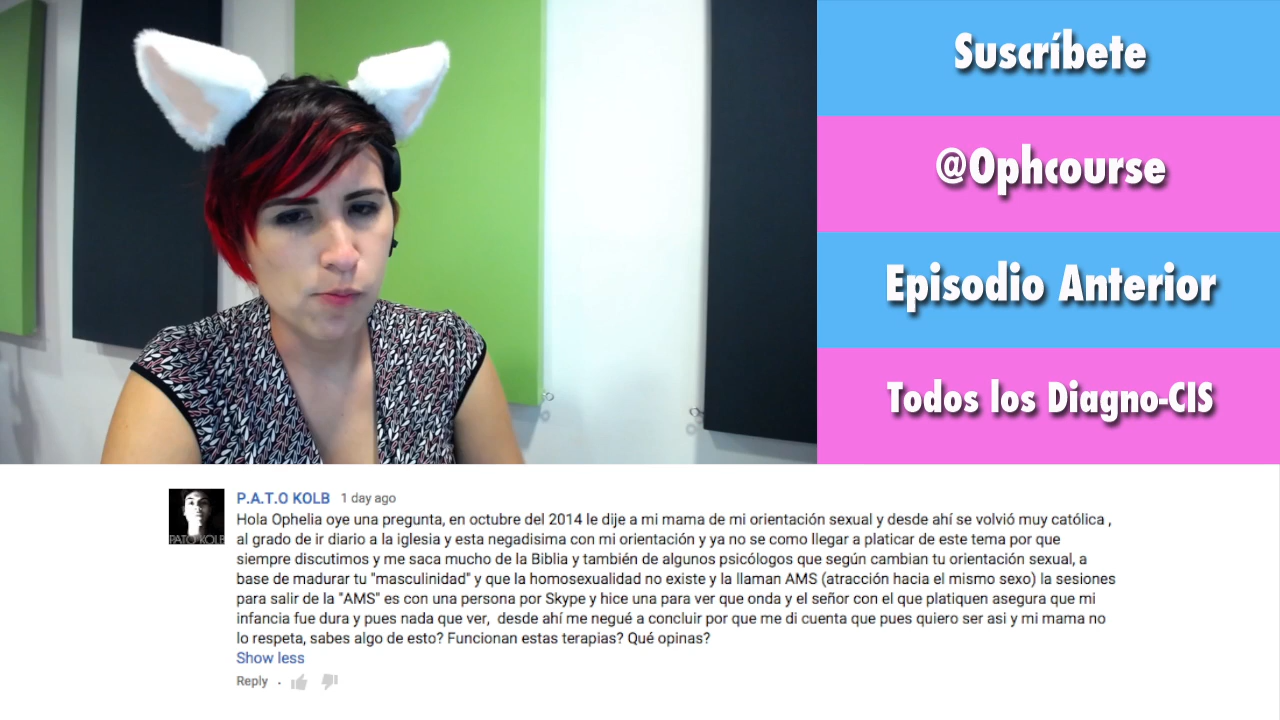 Suscríbete
@Ophcourse
Episodio Anterior
Todos los Diagno-CIS
PATO KOLB
P.A.T.O KOLB 1 day ago
Hola Ophelia oye una pregunta, en octubre del 2014 le dije a mi mama de mi orientación sexual y desde ahí se volvió muy católica ,
al grado de ir diario a la iglesia y esta negadisima con mi orientación y ya no se como llegar a platicar de este tema por que
siempre discutimos y me saca mucho de la Biblia y también de algunos psicólogos que según cambian tu orientación sexual, a
base de madurar tu "masculinidad" y que la homosexualidad no existe y la llaman AMS (atracción hacia el mismo sexo) la sesiones
para salir de la "AMS" es con una persona por Skype y hice una para ver que onda y el señor con el que platiquen asegura que mi
infancia fue dura y pues nada que ver, desde ahí me negué a concluir por que me di cuenta que pues quiero ser asi y mi mama no
lo respeta, sabes algo de esto? Funcionan estas terapias? Qué opinas?
Show less
Reply ·